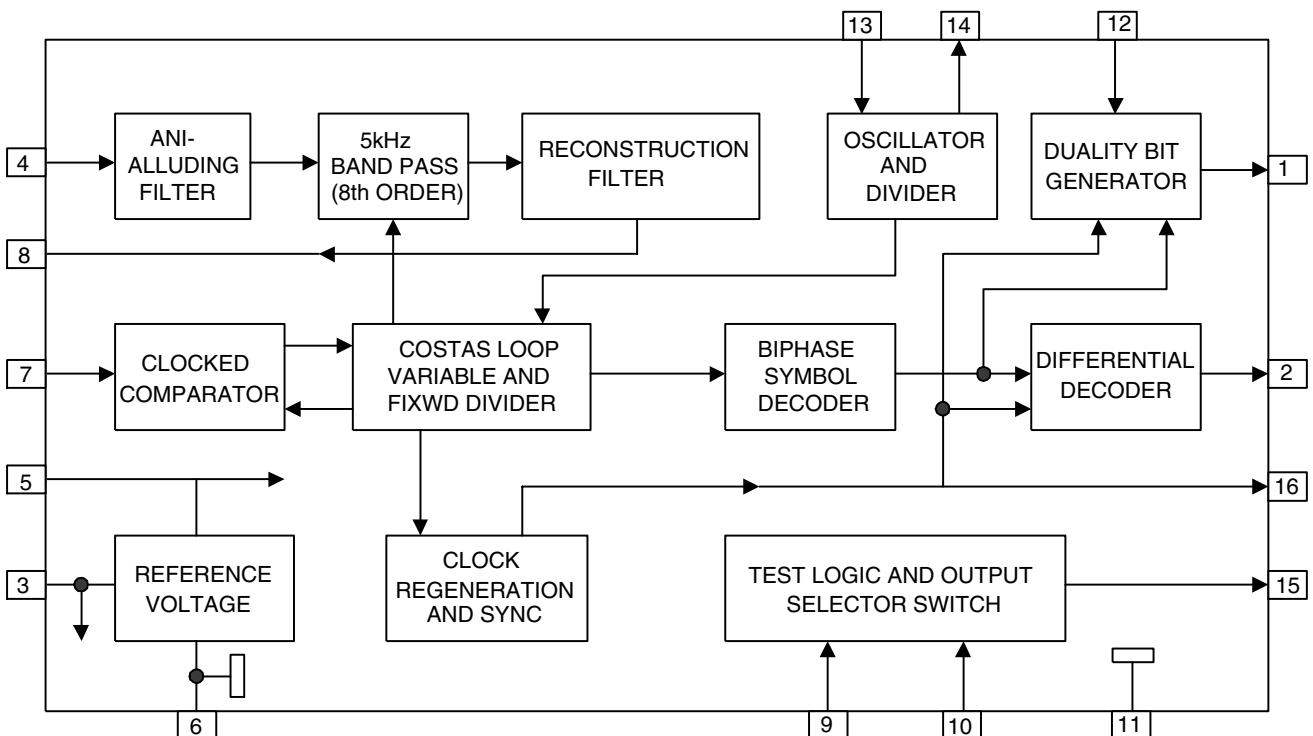 13
14
12
4
ANI-
ALLUDING
FILTER
5kHz
BAND PASS
(8th ORDER)
RECONSTRUCTION
FILTER
OSCILLATOR
AND
DIVIDER
DUALITY BIT
GENERATOR
1
8
7
CLOCKED
COMPARATOR
COSTAS LOOP
VARIABLE AND
FIXWD DIVIDER
BIPHASE
SYMBOL
DECODER
DIFFERENTIAL
DECODER
2
5
16
3
REFERENCE
VOLTAGE
CLOCK
REGENERATION
AND SYNC
TEST LOGIC AND OUTPUT
SELECTOR SWITCH
15
6
9
10
11